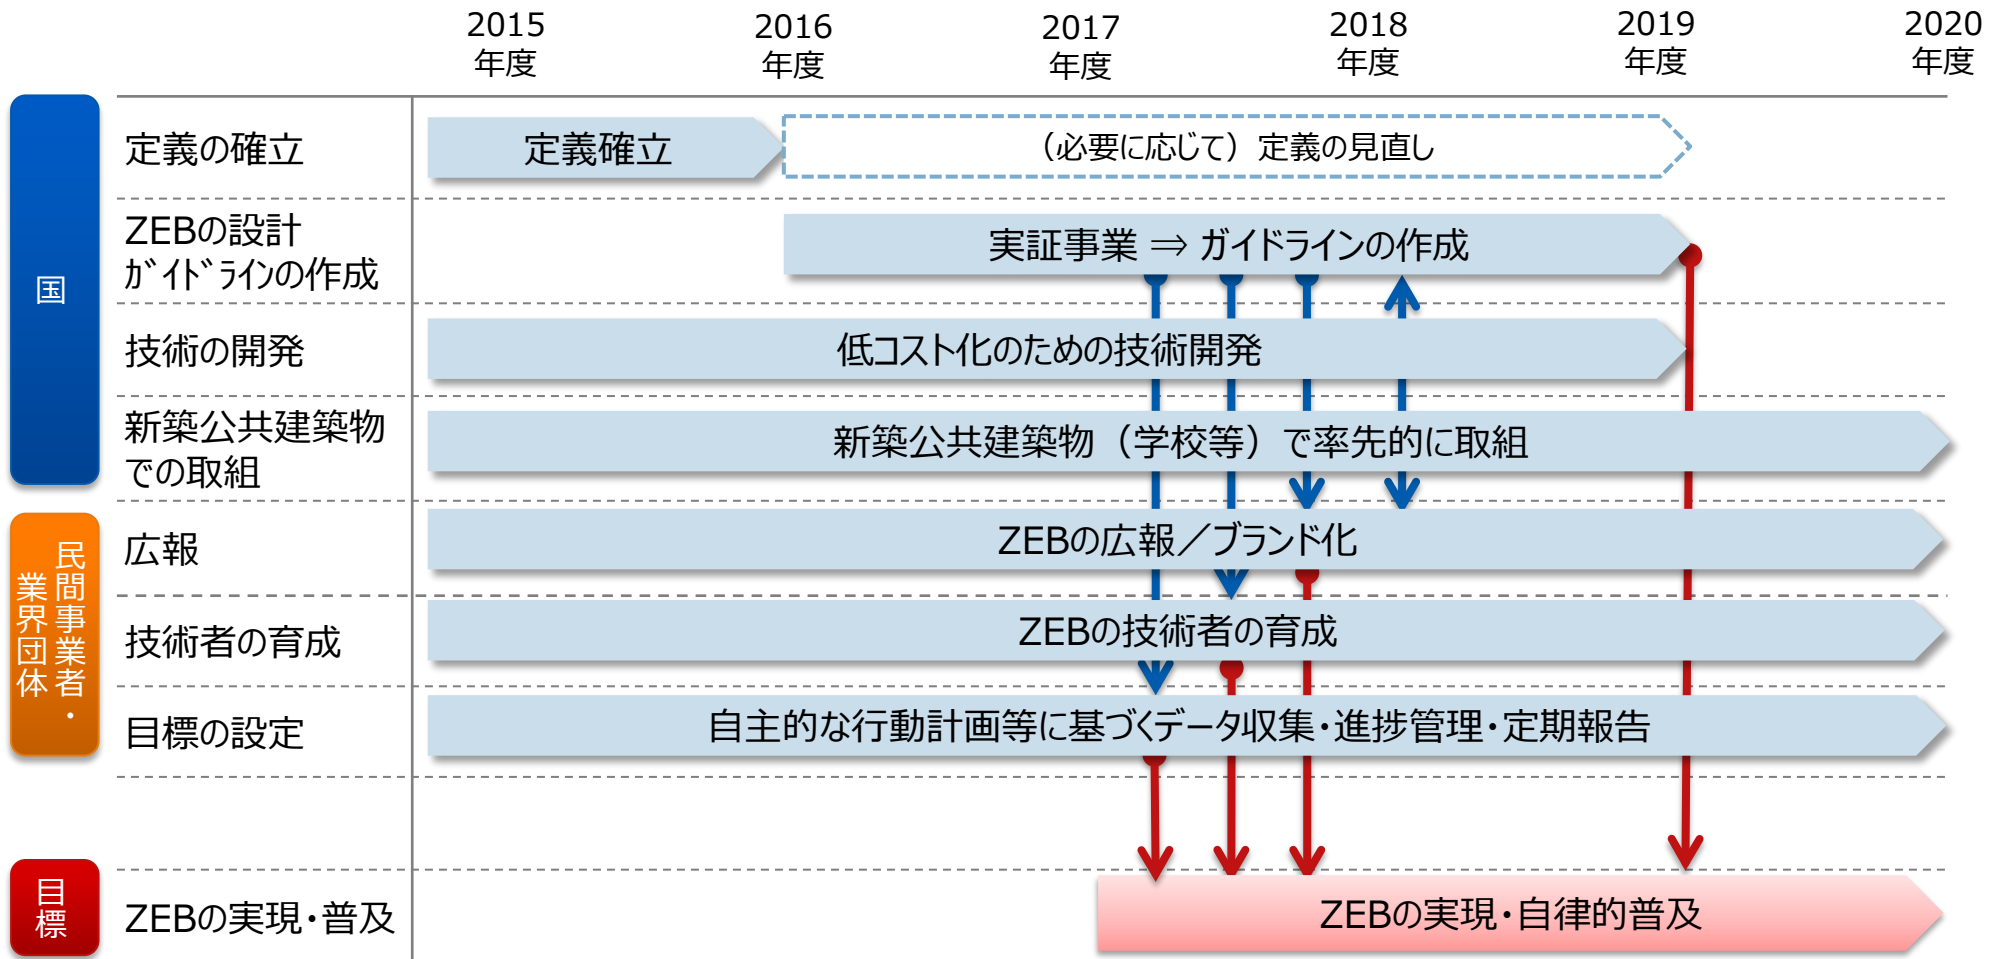 2015
年度
2016
年度
2017
年度
2018
年度
2019
年度
2020
年度
国
定義の確立
定義確立
（必要に応じて）定義の見直し
ZEBの設計
ｶﾞｲﾄﾞﾗｲﾝの作成
実証事業 ⇒ ガイドラインの作成
技術の開発
低コスト化のための技術開発
新築公共建築物
での取組
新築公共建築物（学校等）で率先的に取組
民間事業者・
業界団体
広報
ZEBの広報／ブランド化
技術者の育成
ZEBの技術者の育成
目標の設定
自主的な行動計画等に基づくデータ収集・進捗管理・定期報告
目標
ZEBの実現・普及
ZEBの実現・自律的普及